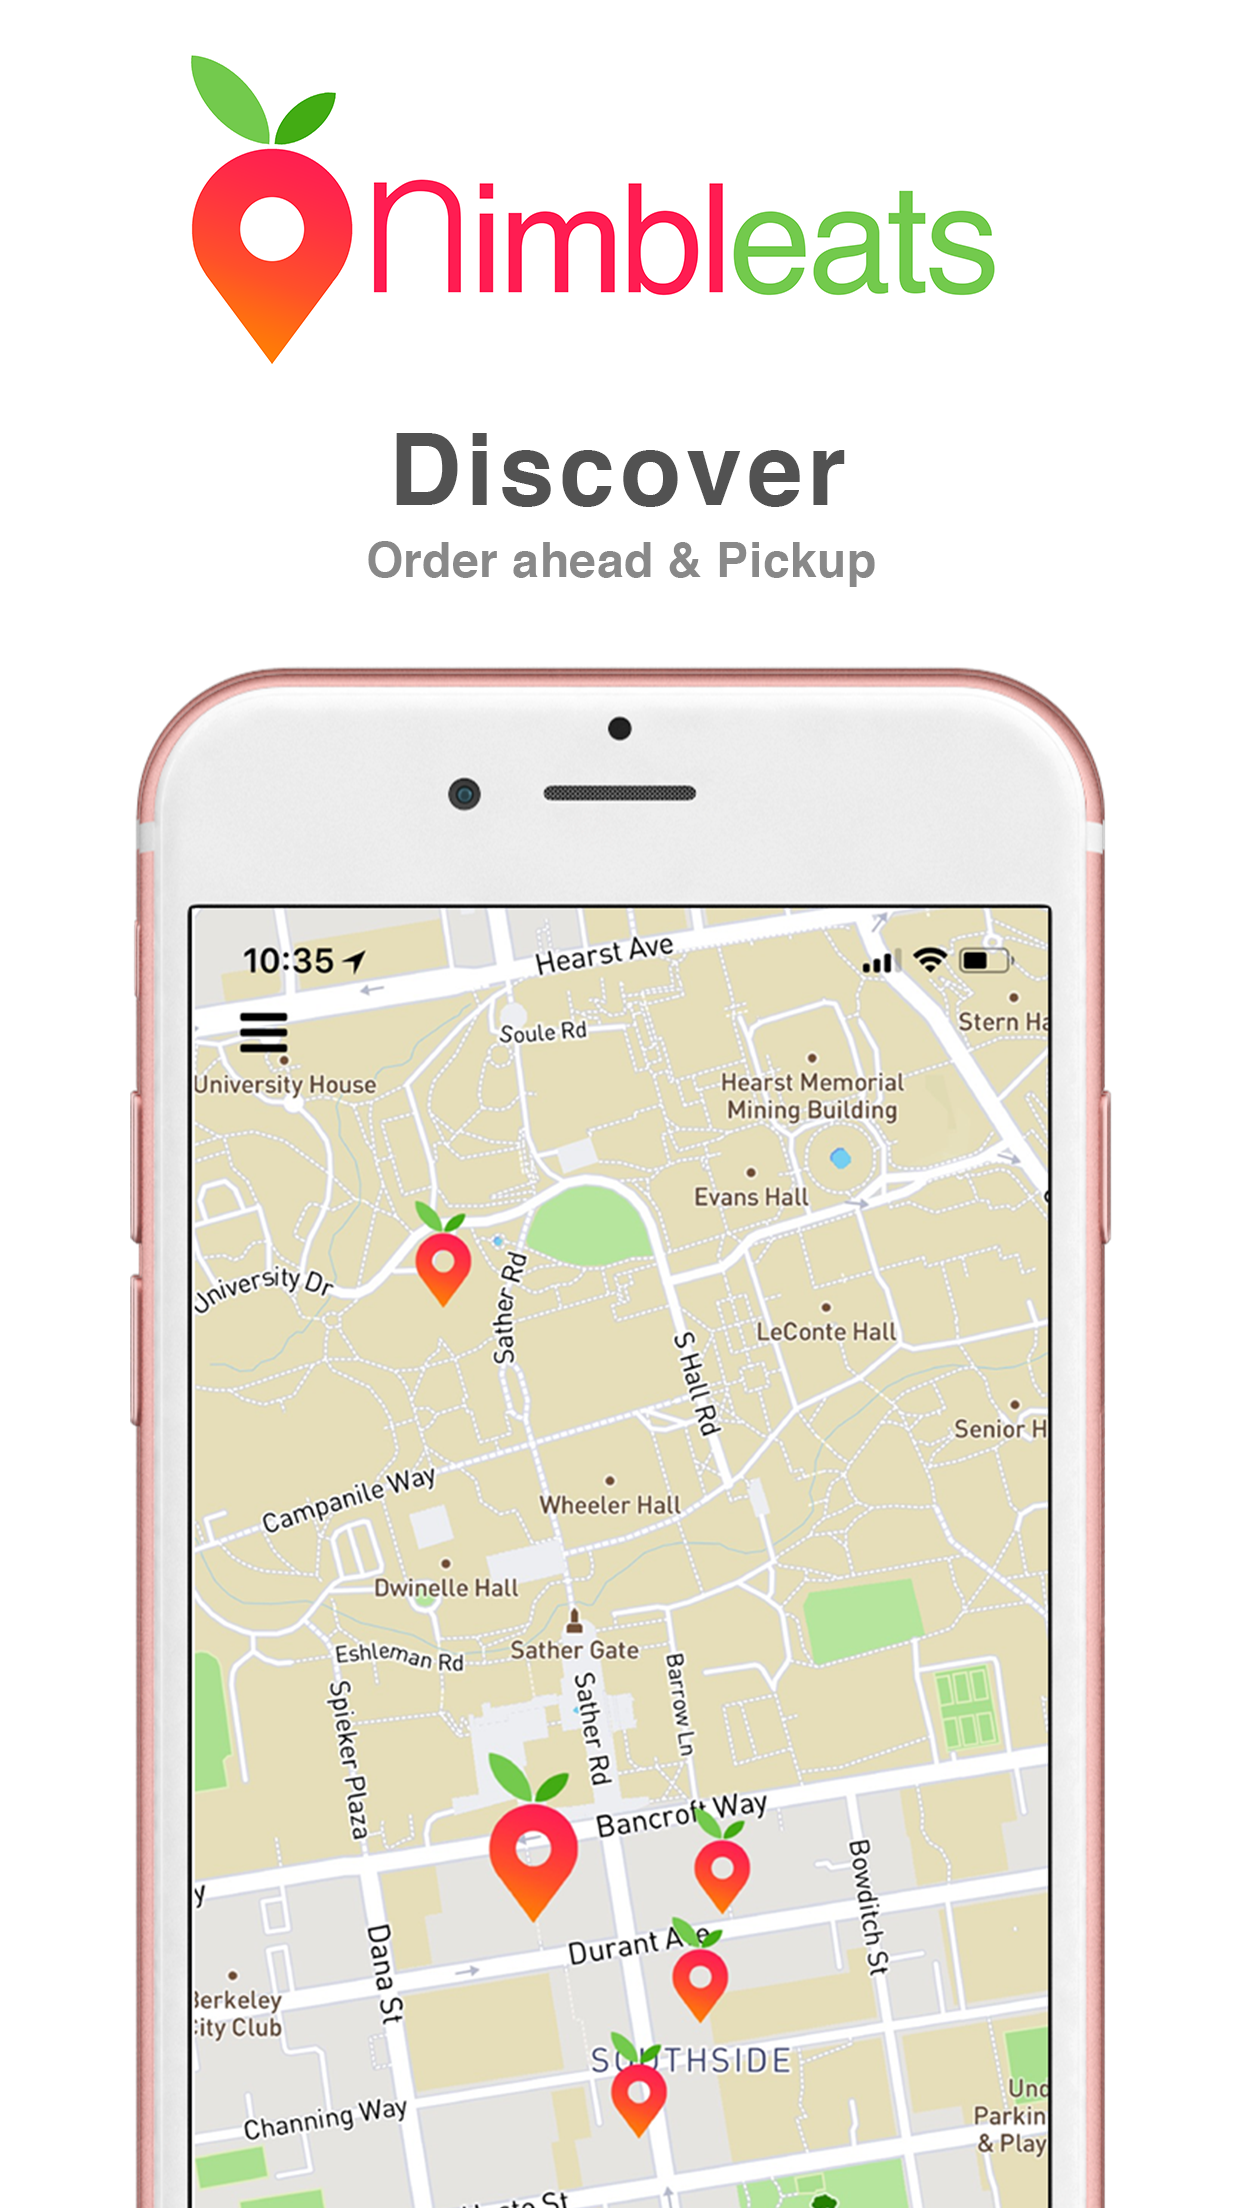 nimbleats
Discover
Order ahead & Pickup
10:35
Hearst Ave
Soule Rd
Stern Ha
University House
Hearst Memorial
Mining Building
Evans Hall
University Dr
Sather Rd
LeConte Hall
S Hall Rd
Senior H
Campanile Way
Wheeler Hall
Dwinelle Hall
Eshleman Rd
Sather Gate
Spieker Plaza
Sather Rd
Barrow Ln
Bancroft Way
y
Bowditch St
Durant Ave
Dana St
Berkeley
City Club
SOUTHSIDE
Channing Way
Und
Parkin
& Play